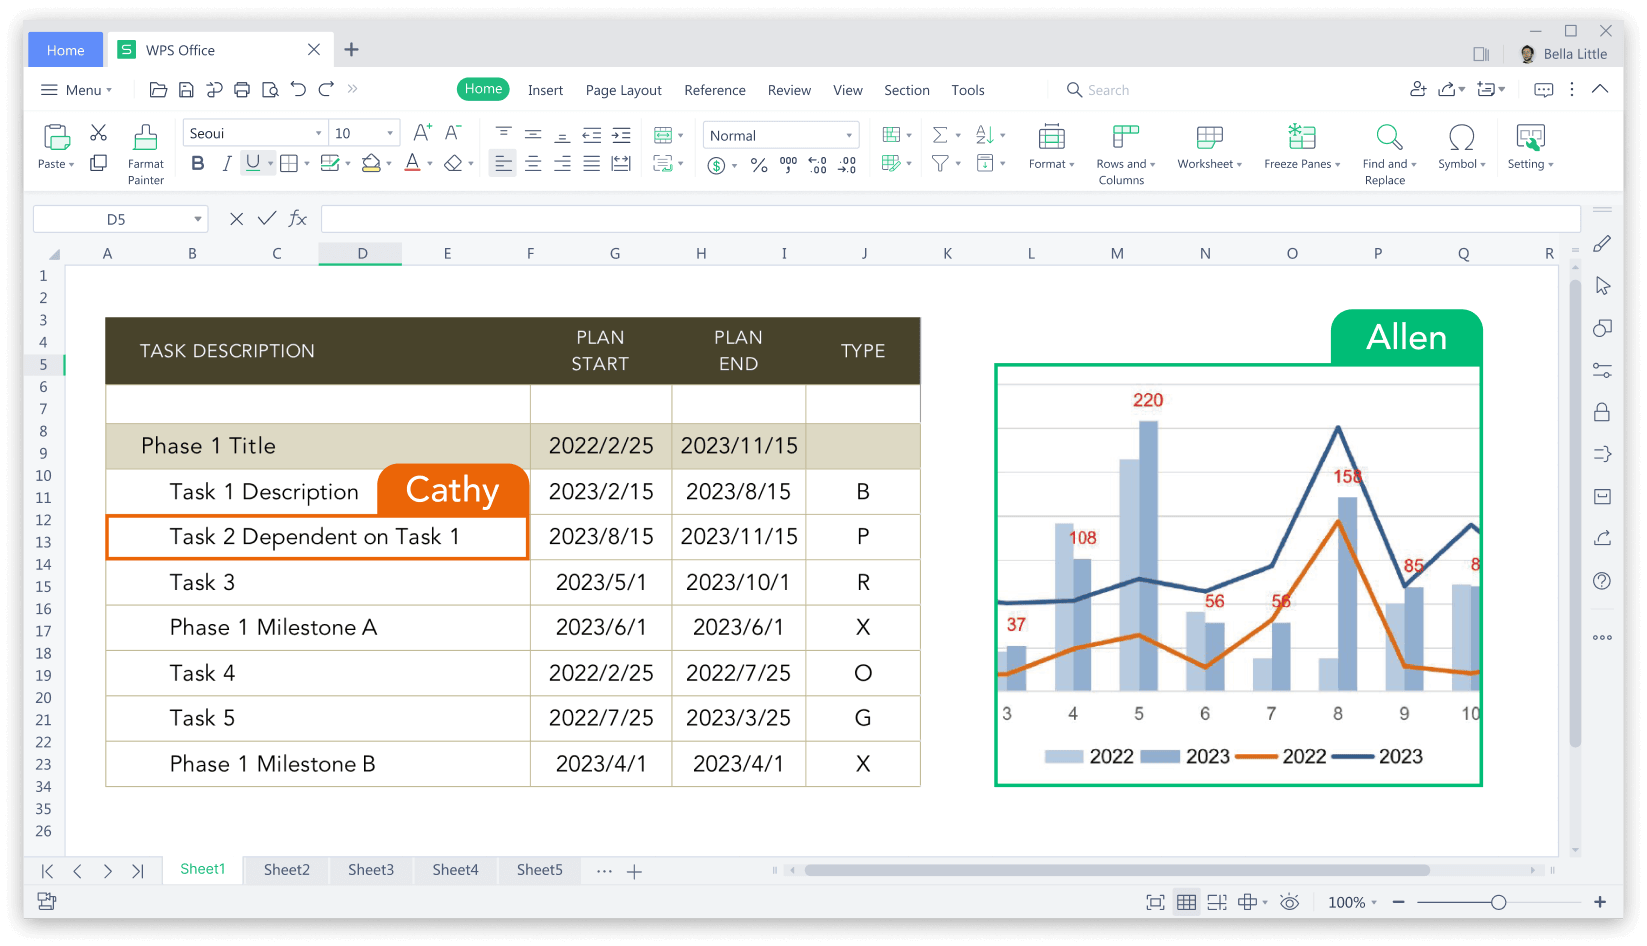 Home
S WPS Office
Bella Little
Menu
Home Insert Page Layout Reference Review View Section Tools
Search
Paste
Farmat
Painter
Seoui 10 A+ A-
B I U A
Normal
$ % 000 , ←.0 .00 .00 →.0
Format
Rows and
Columns
Worksheet
Freeze Panes
Find and
Replace
Symbol
Setting
D5 fx
A B C D E F G H I J K L M N O P Q R
1
2
3
4
5
6
7
8
9
10
11
12
13
14
15
16
17
18
19
20
21
22
23
34
35
26
TASK DESCRIPTION PLAN START PLAN END TYPE
Phase 1 Title 2022/2/25 2023/11/15
Task 1 Description 2023/2/15 2023/8/15 B
Cathy
Task 2 Dependent on Task 1 2023/8/15 2023/11/15 P
Task 3 2023/5/1 2023/10/1 R
Phase 1 Milestone A 2023/6/1 2023/6/1 X
Task 4 2022/2/25 2022/7/25 O
Task 5 2022/7/25 2023/3/25 G
Phase 1 Milestone B 2023/4/1 2023/4/1 X
Allen
220
158
108
85 8
56 56
37
3 4 5 6 7 8 9 10
2022 2023 2022 2023
Sheet1 Sheet2 Sheet3 Sheet4 Sheet5 ... +
100% − +